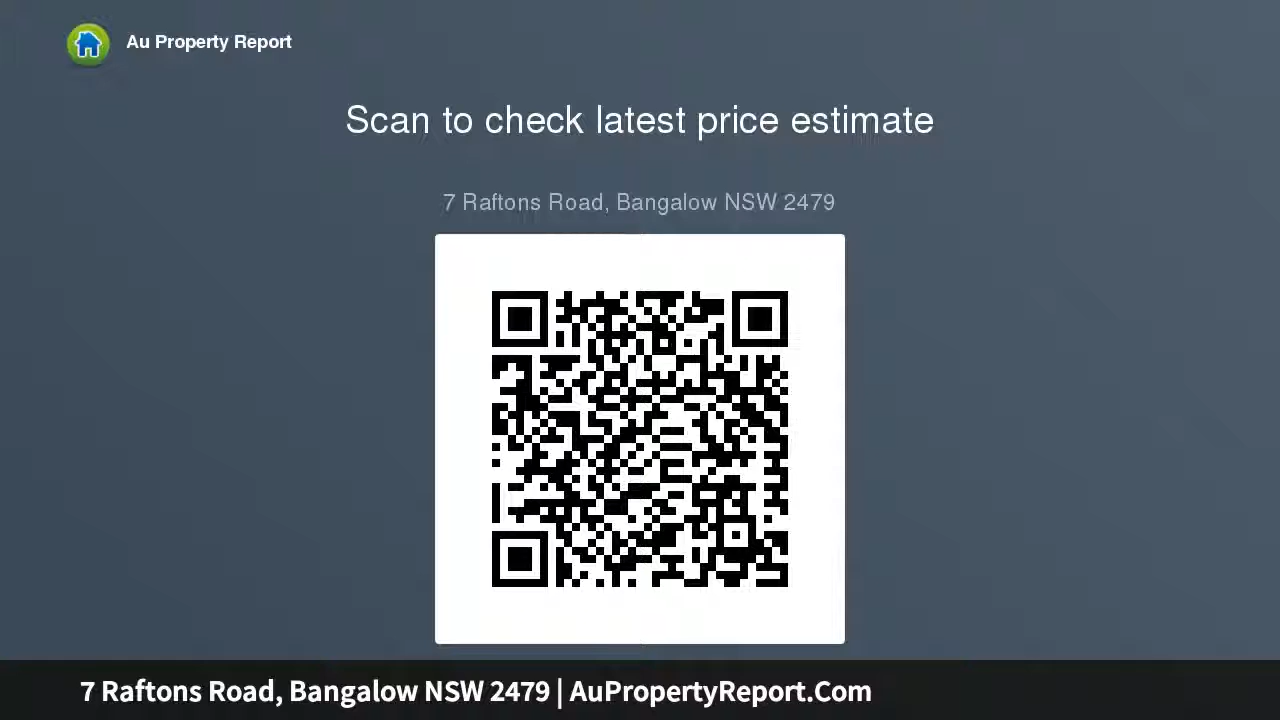 Au Property Report
Scan to check latest price estimate
7 Raftons Road, Bangalow NSW 2479
7 Raftons Road, Bangalow NSW 2479 | AuPropertyReport.Com